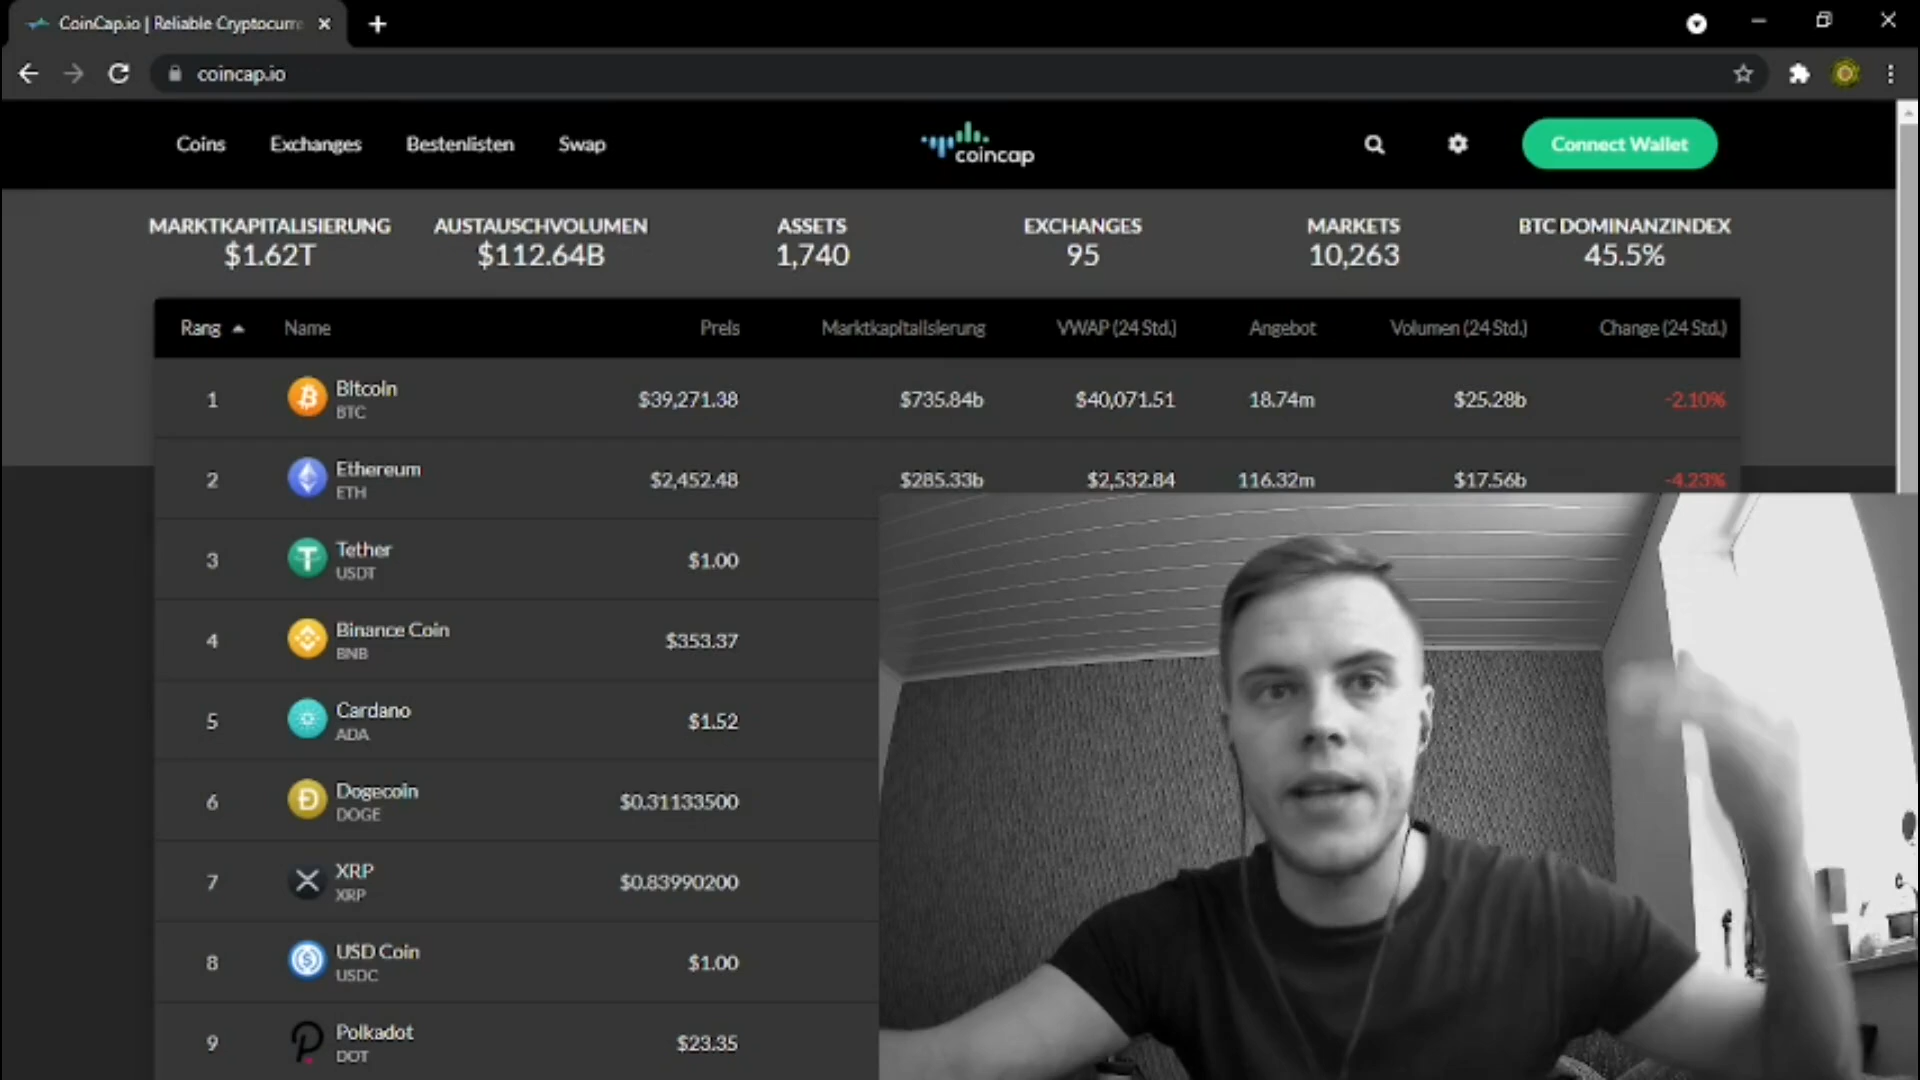 CoinCap.io | Reliable Cryptocurre
coincap.io
Coins Exchanges Bestenlisten Swap coincap Connect Wallet
MARKTKAPITALISIERUNG AUSTAUSCHVOLUMEN ASSETS EXCHANGES MARKETS BTC DOMINANZINDEX
$1.62T $112.64B 1,740 95 10,263 45.5%
Rang Name Preis Marktkapitalisierung VWAP (24 Std.) Angebot Volumen (24 Std.) Change (24 Std.)
1 Bitcoin $39,271.38 $735.84b $40,071.51 18.74m $25.28b -2.10%
BTC
2 Ethereum $2,452.48 $285.33b $2,532.84 116.32m $17.56b -4.23%
ETH
3 Tether $1.00
USDT
4 Binance Coin $353.37
BNB
5 Cardano $1.52
ADA
6 Dogecoin $0.31133500
DOGE
7 XRP $0.83990200
XRP
8 USD Coin $1.00
USDC
9 Polkadot $23.35
DOT